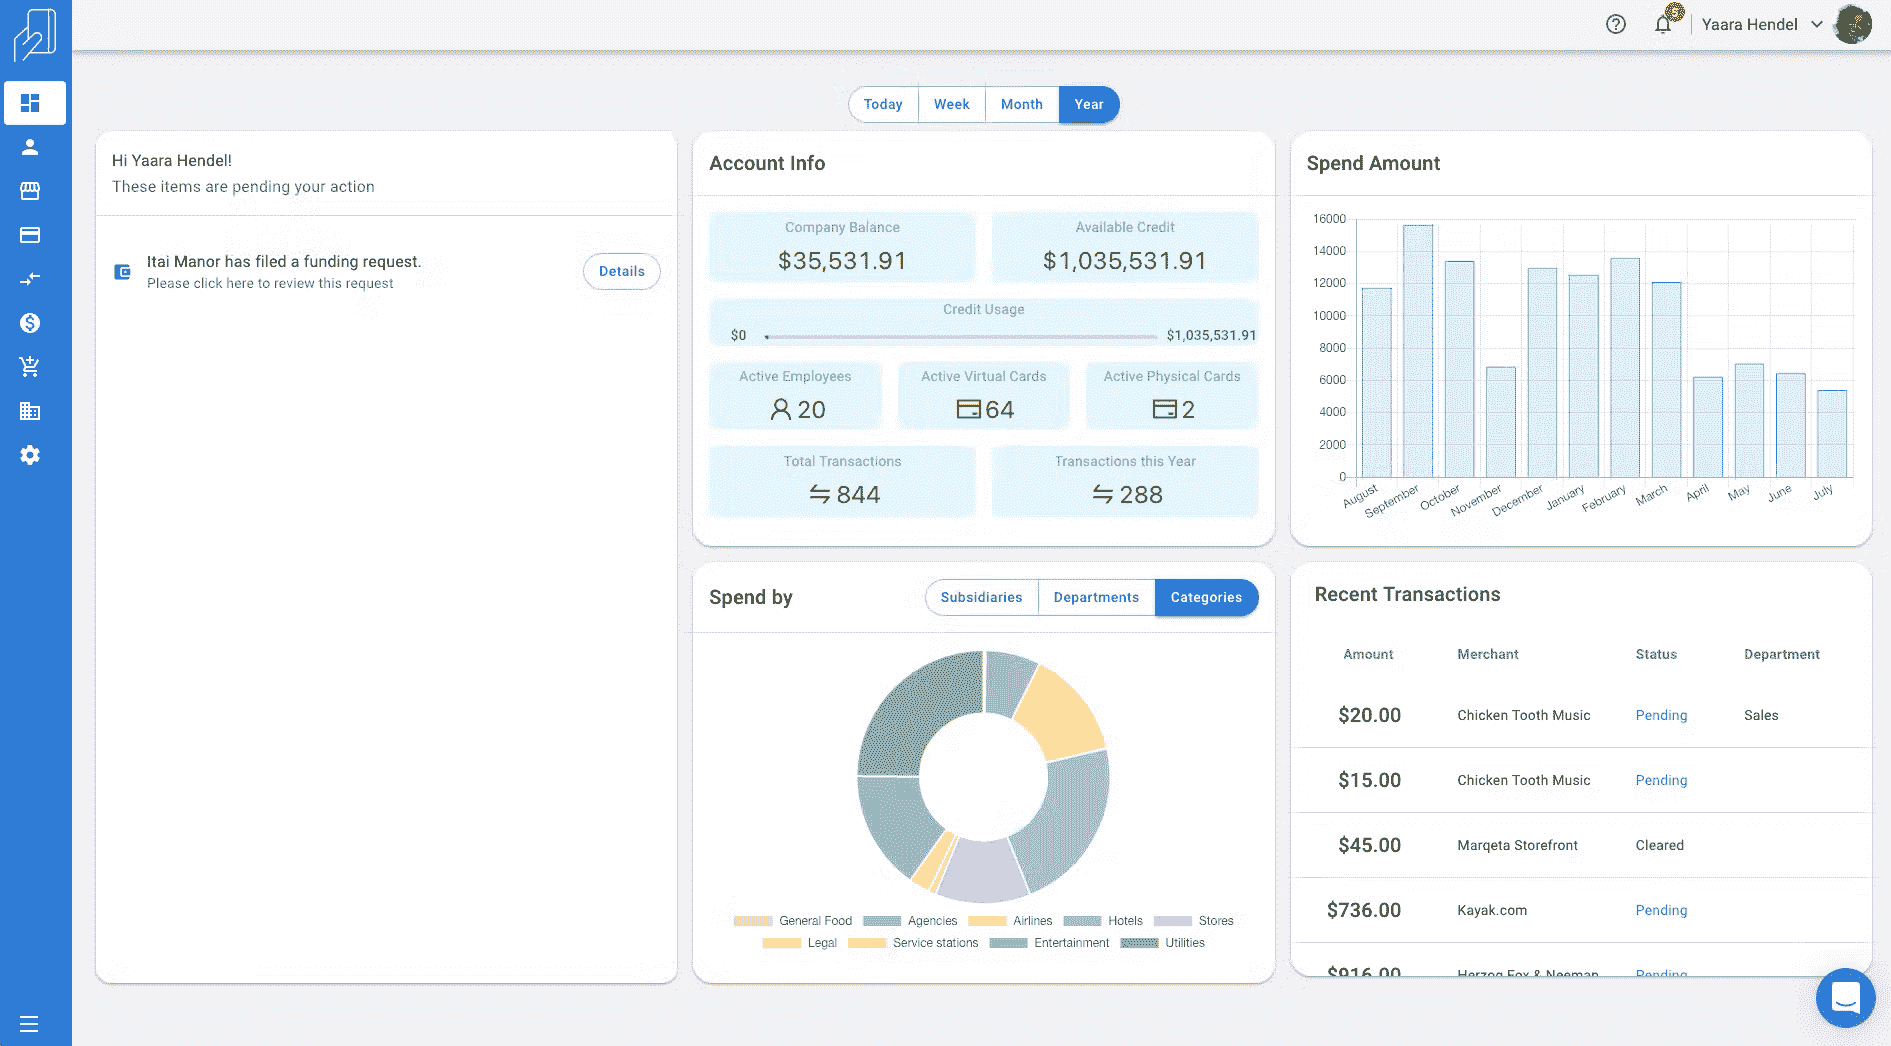 5
Yaara Hendel
Today Week Month Year
Hi Yaara Hendel!
These items are pending your action
Itai Manor has filed a funding request.
Please click here to review this request
Details
Account Info
Company Balance
$35,531.91
Available Credit
$1,035,531.91
Credit Usage
$0
$1,035,531.91
Active Employees
20
Active Virtual Cards
64
Active Physical Cards
2
Total Transactions
844
Transactions this Year
288
Spend Amount
16000
14000
12000
10000
8000
6000
4000
2000
0
August September October November December January February March April May June July
Spend by
Subsidiaries Departments Categories
General Food Agencies Airlines Hotels Stores
Legal Service stations Entertainment Utilities
Recent Transactions
Amount Merchant Status Department
$20.00 Chicken Tooth Music Pending Sales
$15.00 Chicken Tooth Music Pending
$45.00 Marqeta Storefront Cleared
$736.00 Kayak.com Pending
$916.00 Herzog Fox & Neeman Pending